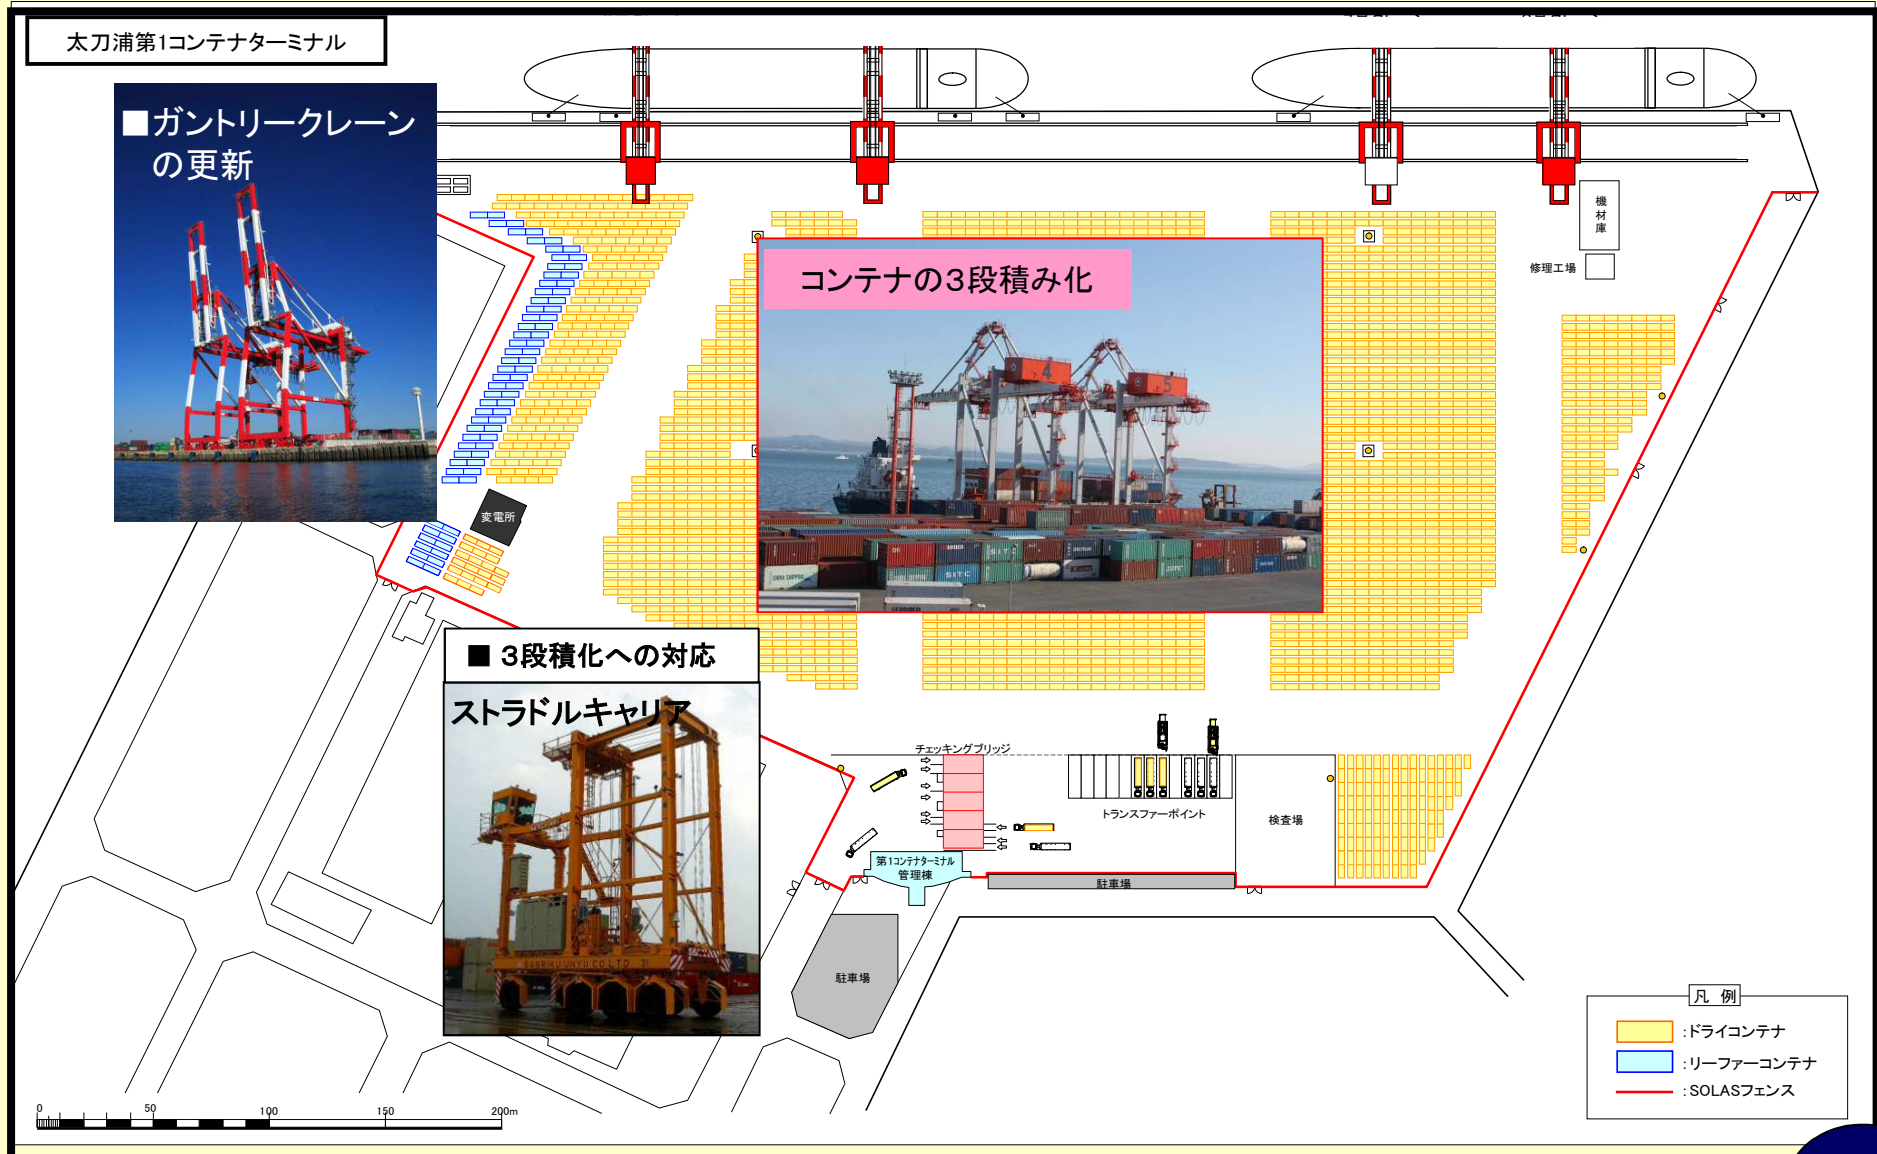 太刀浦第1コンテナターミナル
■ガントリークレーン
の更新
機材庫
修理工場
コンテナの3段積み化
4
5
SITC
SITC
変電所
■ 3段積化への対応
ストラドルキャリア
チェッキングブリッジ
トランスファーポイント
検査場
第1コンテナターミナル
管理棟
駐車場
駐車場
凡 例
:ドライコンテナ
:リーファーコンテナ
:SOLASフェンス
0 50 100 150 200m